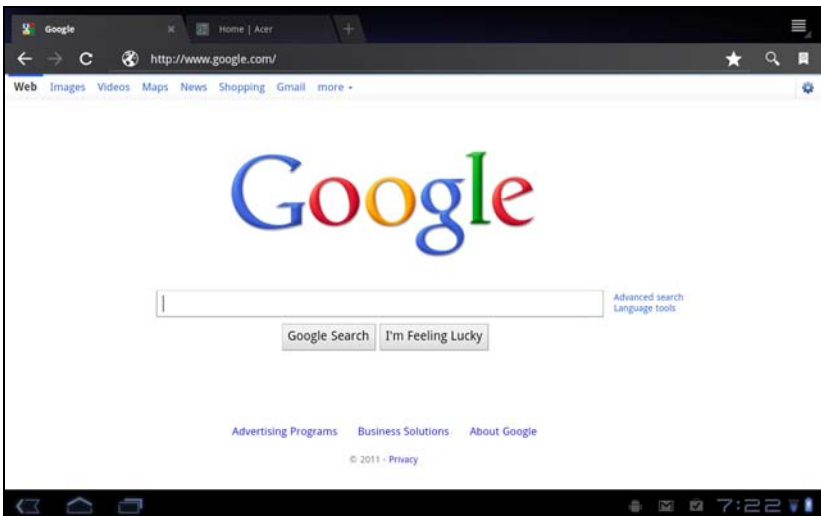 Google Home | Acer
http://www.google.com/
Web Images Videos Maps News Shopping Gmail more
Google
Advanced search
Language tools
Google Search I'm Feeling Lucky
Advertising Programs Business Solutions About Google
© 2011 - Privacy
7:22